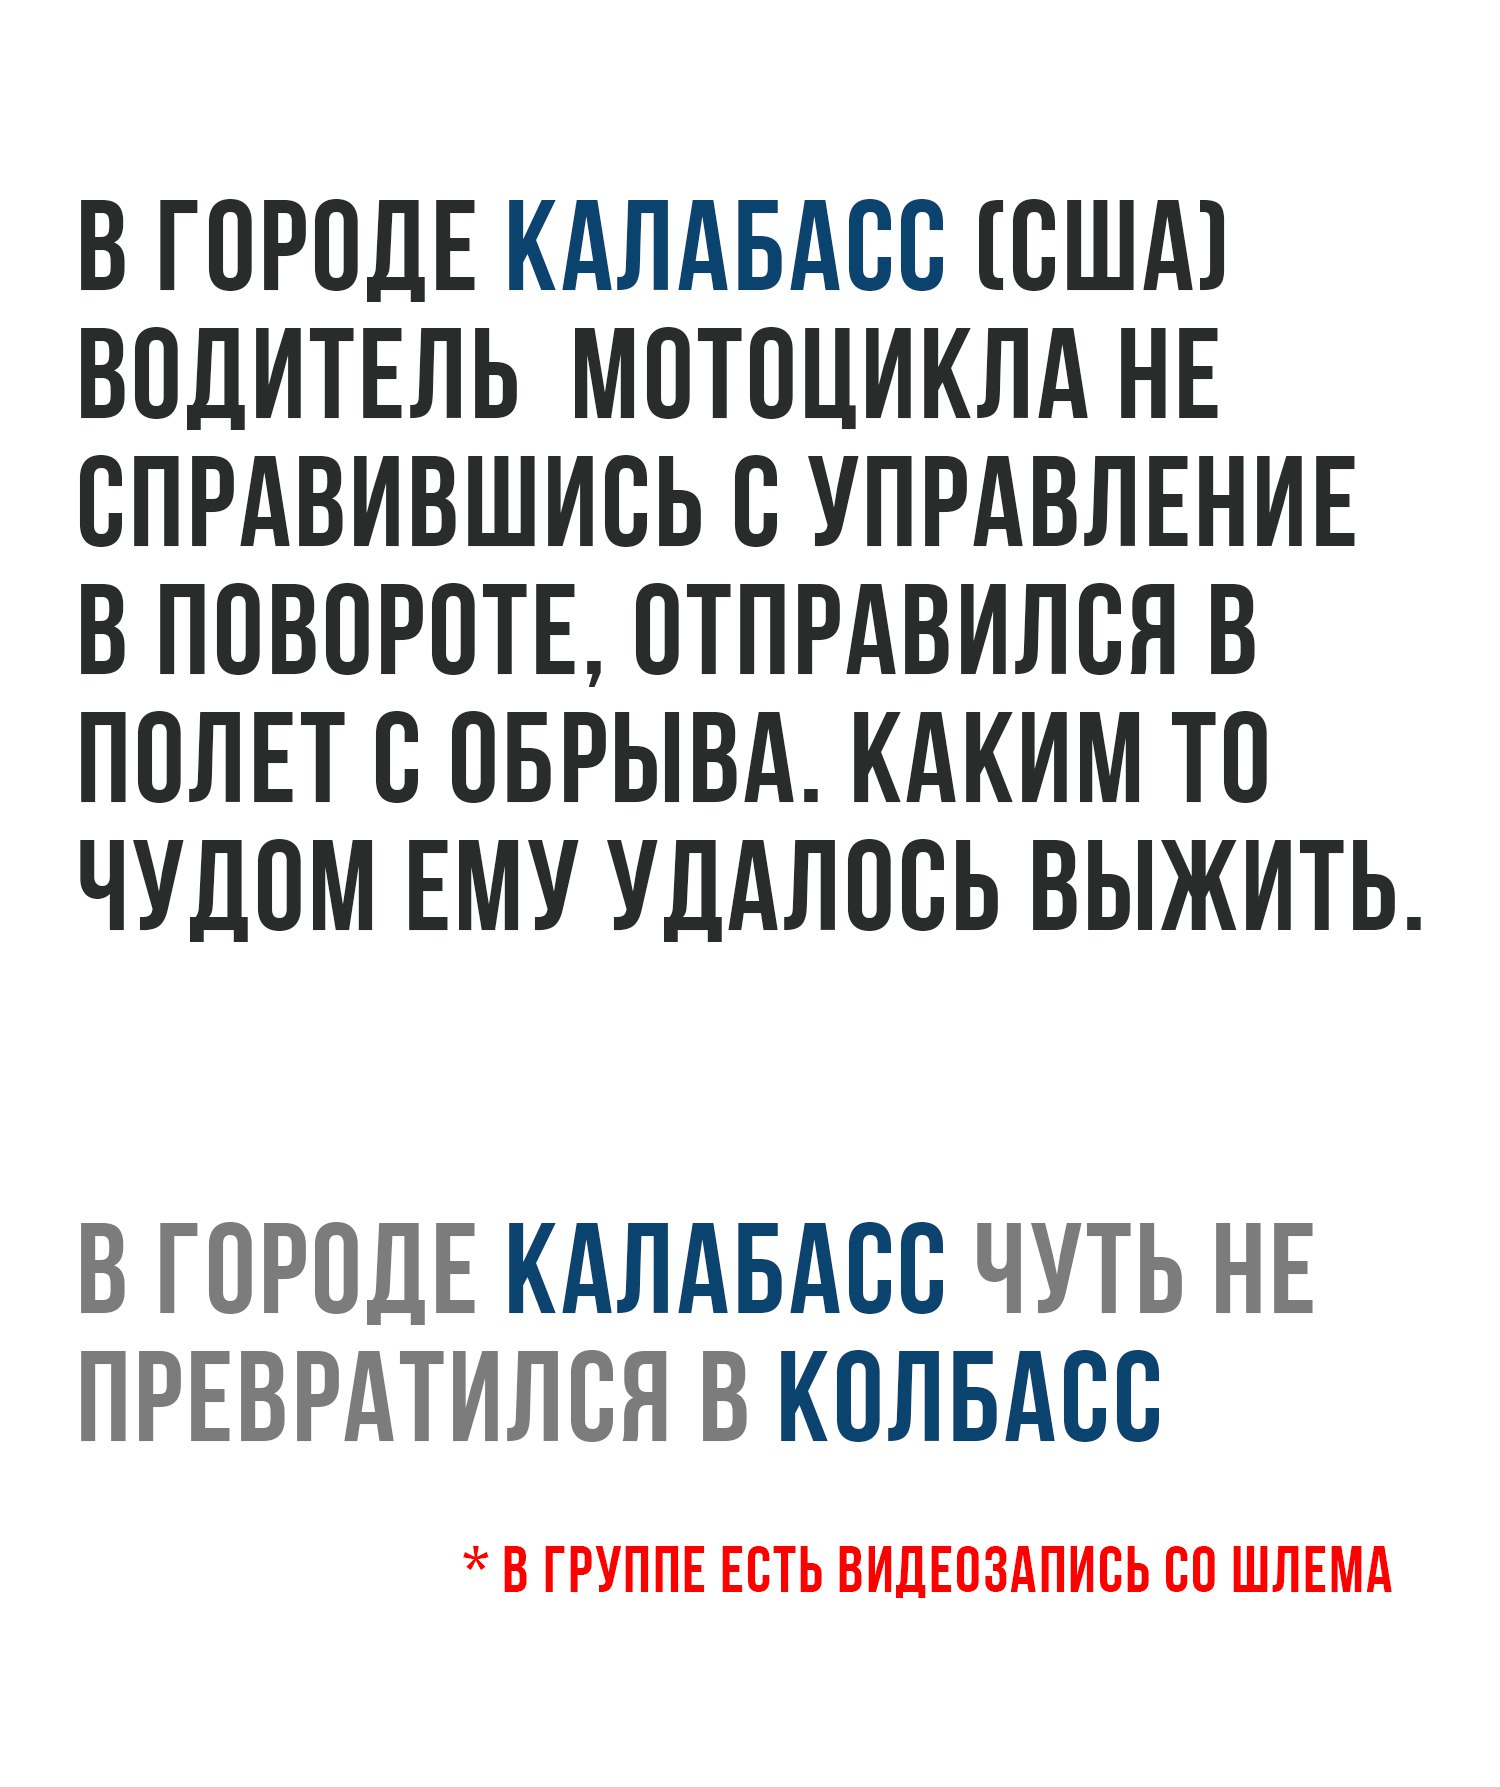 В ГОРОДЕ КАЛАБАСС (США)
ВОДИТЕЛЬ МОТОЦИКЛА НЕ
СПРАВИВШИСЬ С УПРАВЛЕНИЕ
В ПОВОРОТЕ, ОТПРАВИЛСЯ В
ПОЛЕТ С ОБРЫВА. КАКИМ ТО
ЧУДОМ ЕМУ УДАЛОСЬ ВЫЖИТЬ.
В ГОРОДЕ КАЛАБАСС ЧУТЬ НЕ
ПРЕВРАТИЛСЯ В КОЛБАСС
* В ГРУППЕ ЕСТЬ ВИДЕОЗАПИСЬ СО ШЛЕМА